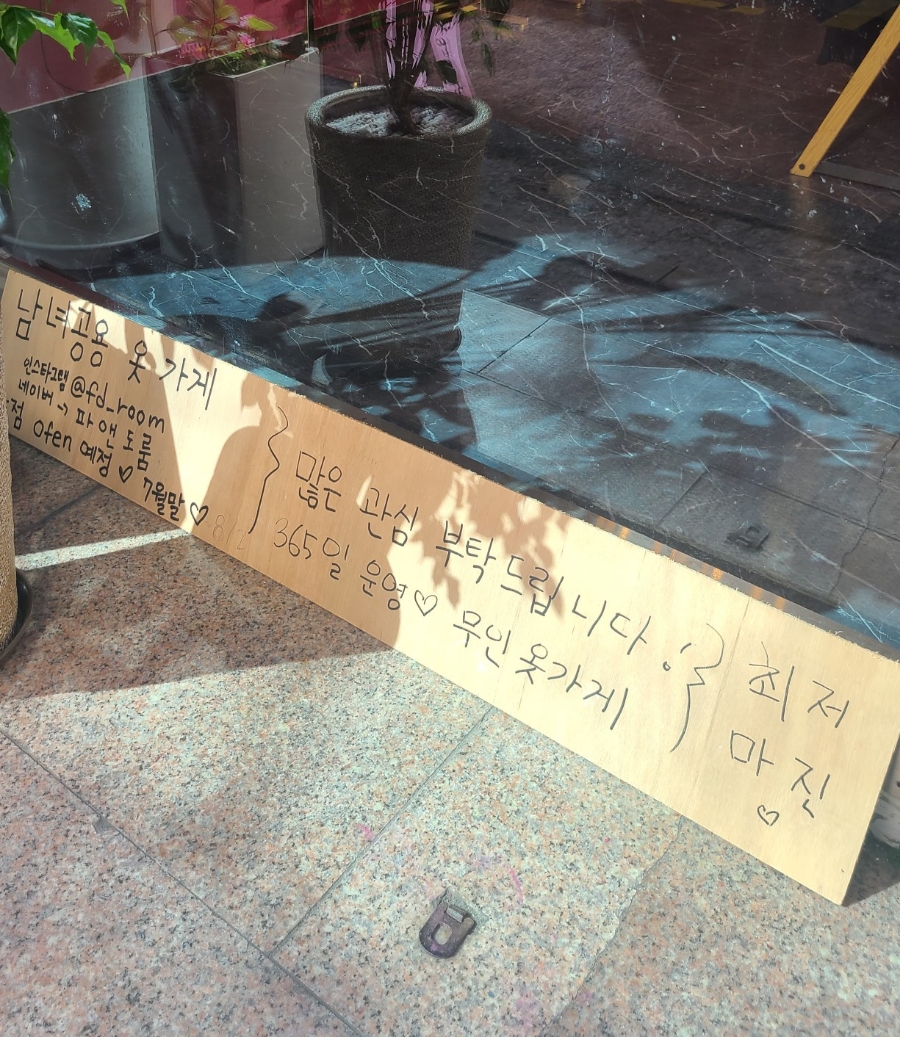 남녀공용 옷가게
인스타그램 @fd_room
네이버 → 파앤도룸
점 Ofen 예정♡ 7월말♡
많은 관심 부탁드립니다 :)
365일 운영♡ 무인 옷가게
최저
마진
♡